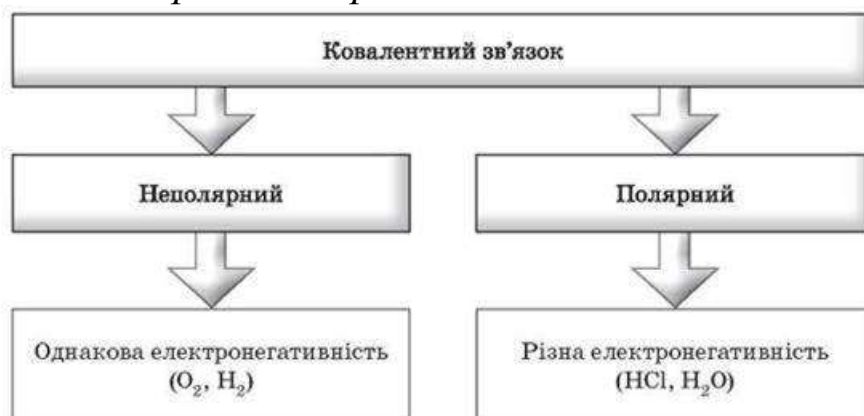 Ковалентний зв'язок
Неполярний
Полярний
Однакова електронегативність
(O₂, H₂)
Різна електронегативність
(HCl, H₂O)